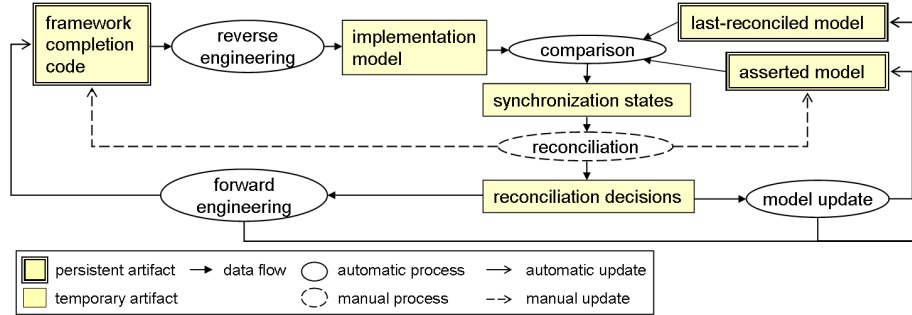 framework
completion
code
reverse
engineering
implementation
model
comparison
last-reconciled model
asserted model
synchronization states
reconciliation
reconciliation decisions
forward
engineering
model update
persistent artifact
data flow
automatic process
automatic update
temporary artifact
manual process
manual update